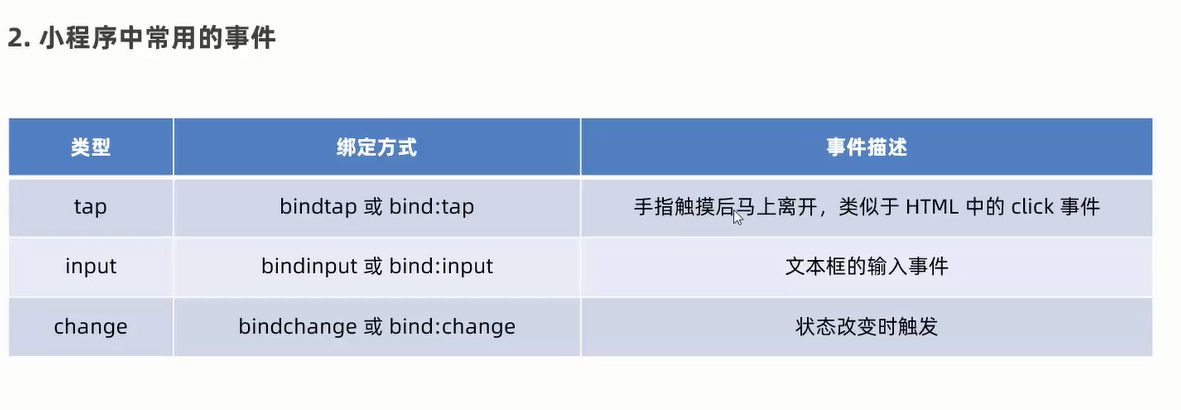 2. 小程序中常用的事件
类型 绑定方式 事件描述
tap bindtap 或 bind:tap 手指触摸后马上离开，类似于 HTML 中的 click 事件
input bindinput 或 bind:input 文本框的输入事件
change bindchange 或 bind:change 状态改变时触发